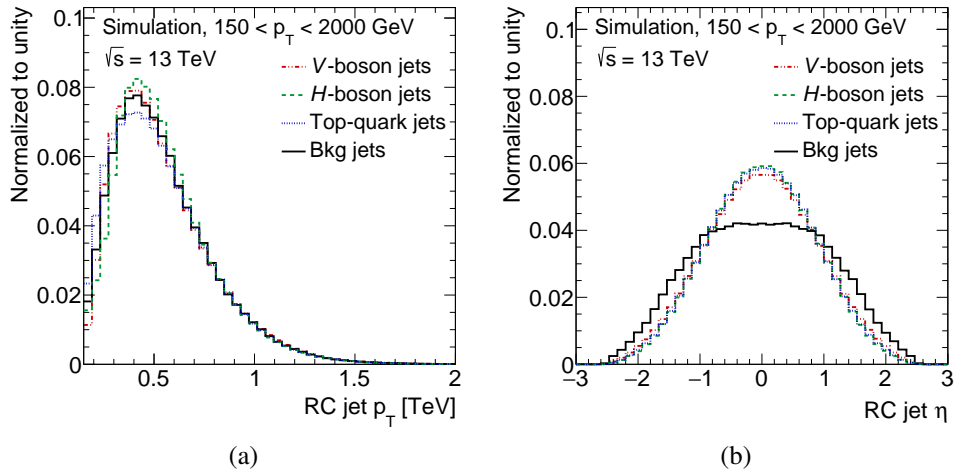 Normalized to unity
0.1
0.08
0.06
0.04
0.02
0
Simulation, 150 < p_T < 2000 GeV
√s = 13 TeV
V-boson jets
H-boson jets
Top-quark jets
Bkg jets
0.5 1 1.5 2
RC jet p_T [TeV]
(a)
Normalized to unity
0.1
0.08
0.06
0.04
0.02
0
Simulation, 150 < p_T < 2000 GeV
√s = 13 TeV
V-boson jets
H-boson jets
Top-quark jets
Bkg jets
−3 −2 −1 0 1 2 3
RC jet η
(b)